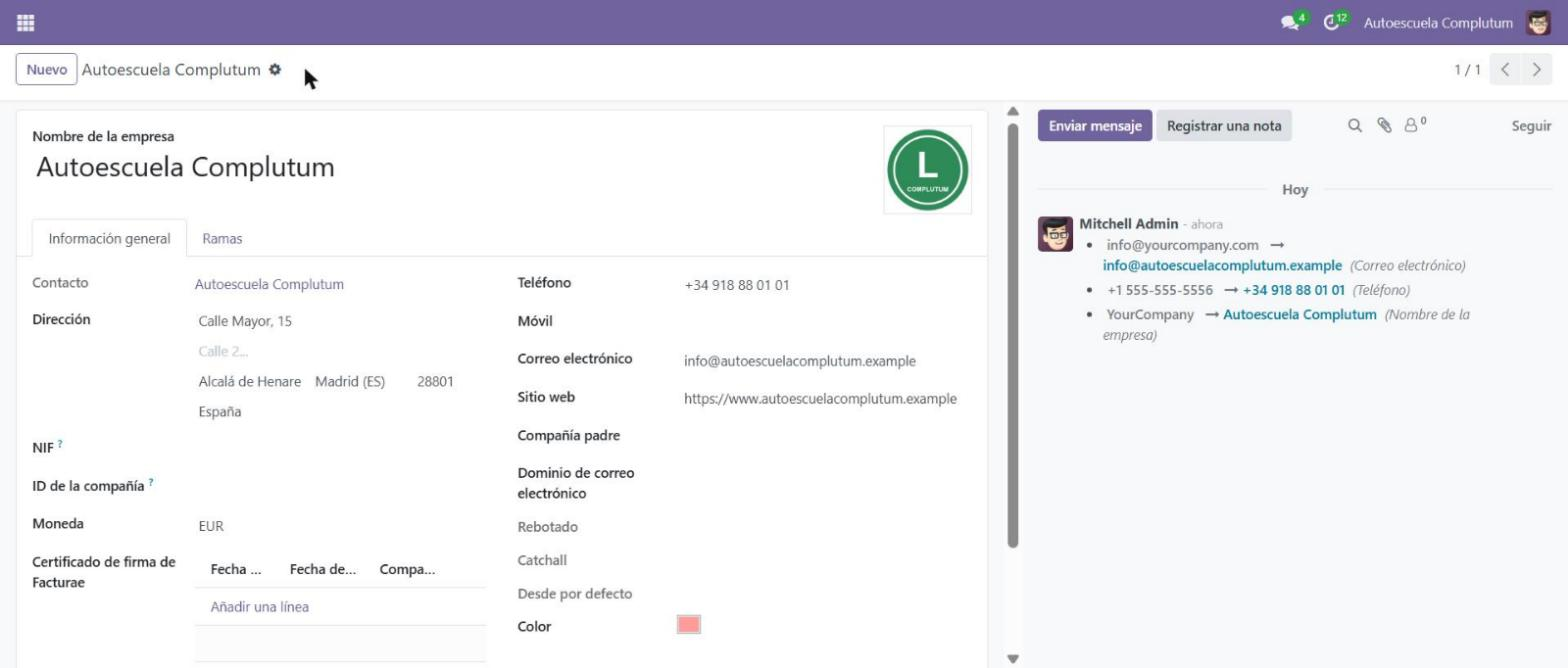 4
12
Autoescuela Complutum
Nuevo
Autoescuela Complutum
1 / 1
Nombre de la empresa
Autoescuela Complutum
L
COMPLUTUM
Información general
Ramas
Contacto
Autoescuela Complutum
Dirección
Calle Mayor, 15
Calle 2...
Alcalá de Henare Madrid (ES) 28801
España
NIF ?
ID de la compañía ?
Moneda
EUR
Certificado de firma de
Facturae
Fecha ... Fecha de... Compa...
Añadir una línea
Teléfono
+34 918 88 01 01
Móvil
Correo electrónico
info@autoescuelacomplutum.example
Sitio web
https://www.autoescuelacomplutum.example
Compañía padre
Dominio de correo
electrónico
Rebotado
Catchall
Desde por defecto
Color
Enviar mensaje
Registrar una nota
0
Seguir
Hoy
Mitchell Admin - ahora
info@yourcompany.com →
info@autoescuelacomplutum.example (Correo electrónico)
+1 555-555-5556 → +34 918 88 01 01 (Teléfono)
YourCompany → Autoescuela Complutum (Nombre de la
empresa)